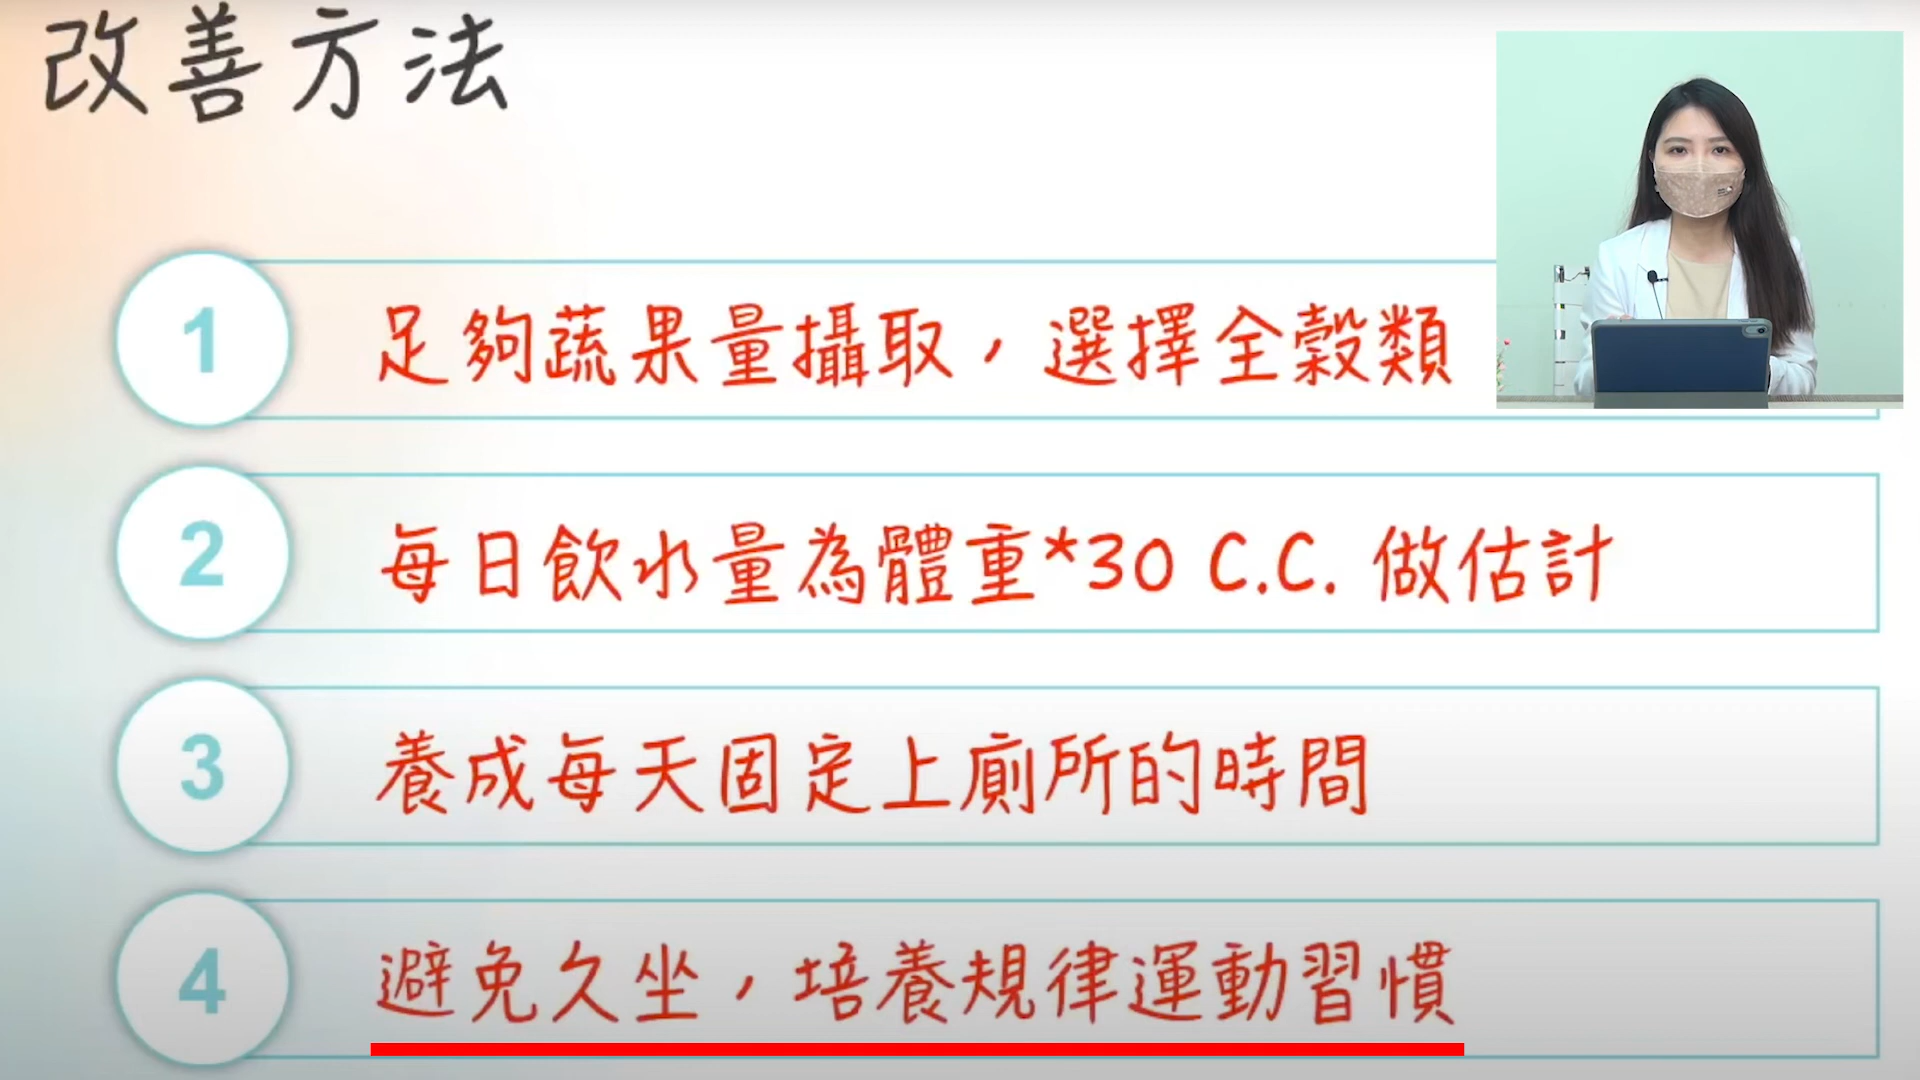 改善方法
1
足夠蔬果量攝取，選擇全穀類
2
每日飲水量為體重*30 C.C. 做估計
3
養成每天固定上廁所的時間
4
避免久坐，培養規律運動習慣